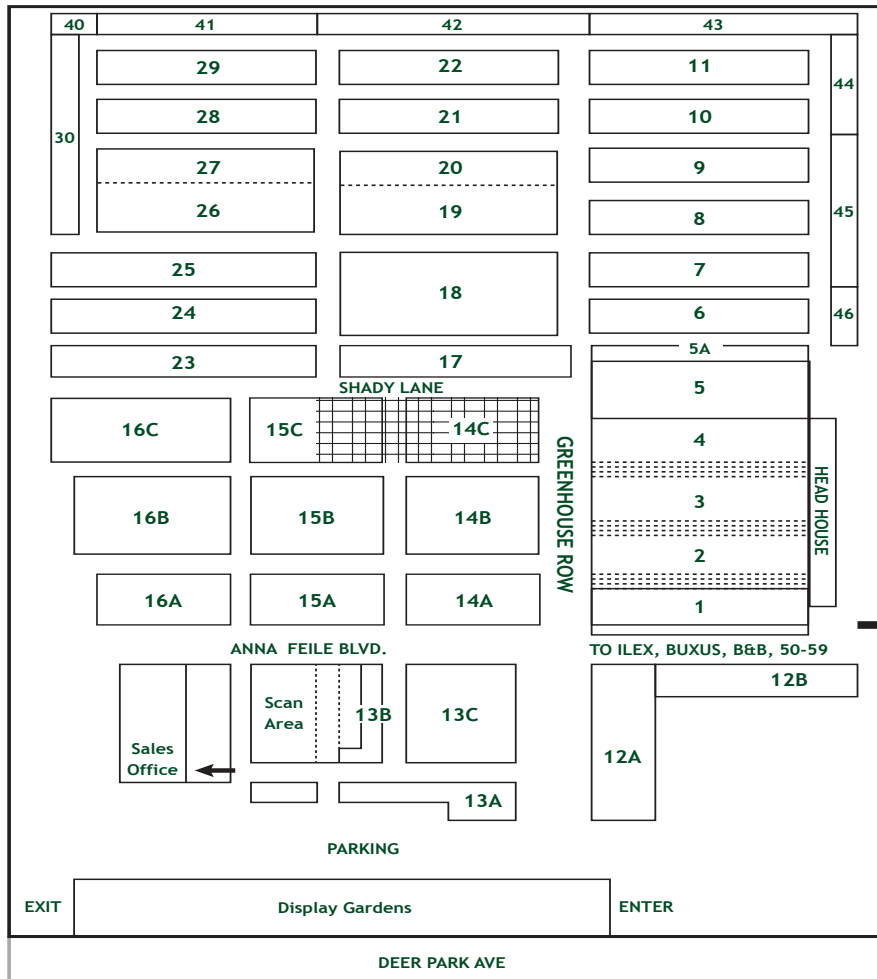 40 41 42 43
29 22 11
44
28 21 10
30
27 20 9
26 19 8
45
25 18 7
24 6
46
23 17 5A
SHADY LANE
5
16C 15C 14C
4
GREENHOUSE ROW
HEAD HOUSE
16B 15B 14B
3
2
16A 15A 14A
1
ANNA FEILE BLVD.
TO ILEX, BUXUS, B&B, 50-59
12B
Scan
Area
13B 13C
Sales
Office
12A
13A
PARKING
EXIT Display Gardens ENTER
DEER PARK AVE